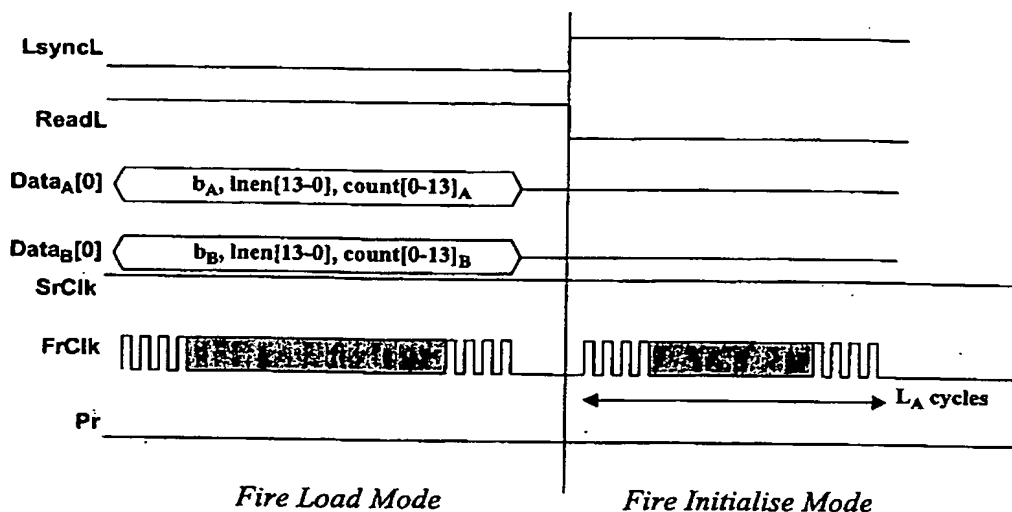 LsyncL
ReadL
DataA[0] bA, lnen[13-0], count[0-13]A
DataB[0] bB, lnen[13-0], count[0-13]B
SrClk
FrClk
LA cycles
Pr
Fire Load Mode Fire Initialise Mode